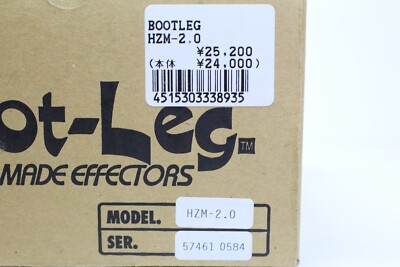 BOOTLEG
HZM-2.0
¥25,200
(本体 ¥24,000)
4515303338935
ot-Leg TM
MADE EFFECTORS
MODEL. HZM-2.0
SER. 57461 0584